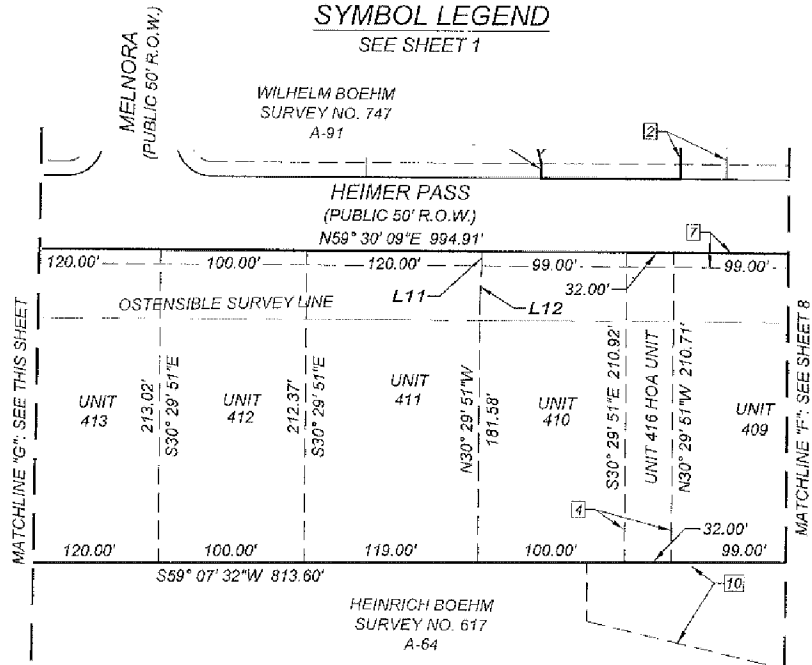 SYMBOL LEGEND
SEE SHEET 1
MELNORA
(PUBLIC 50' R.O.W.)
WILHELM BOEHM
SURVEY NO. 747
A-91
2
HEIMER PASS
(PUBLIC 50' R.O.W.)
N59° 30' 09"E 994.91'
7
120.00'
100.00'
120.00'
99.00'
32.00'
99.00'
L11
L12
OSTENSIBLE SURVEY LINE
MATCHLINE "G": SEE THIS SHEET
UNIT
413
213.02'
S30° 29' 51"E
UNIT
412
212.37'
S30° 29' 51"E
UNIT
411
N30° 29' 51"W
181.58'
UNIT
410
S30° 29' 51"E 210.92'
UNIT 416 HOA UNIT
N30° 29' 51"W 210.71'
UNIT
409
MATCHLINE "F": SEE SHEET 8
4
120.00'
100.00'
119.00'
100.00'
32.00'
99.00'
S59° 07' 32"W 813.60'
10
HEINRICH BOEHM
SURVEY NO. 617
A-64